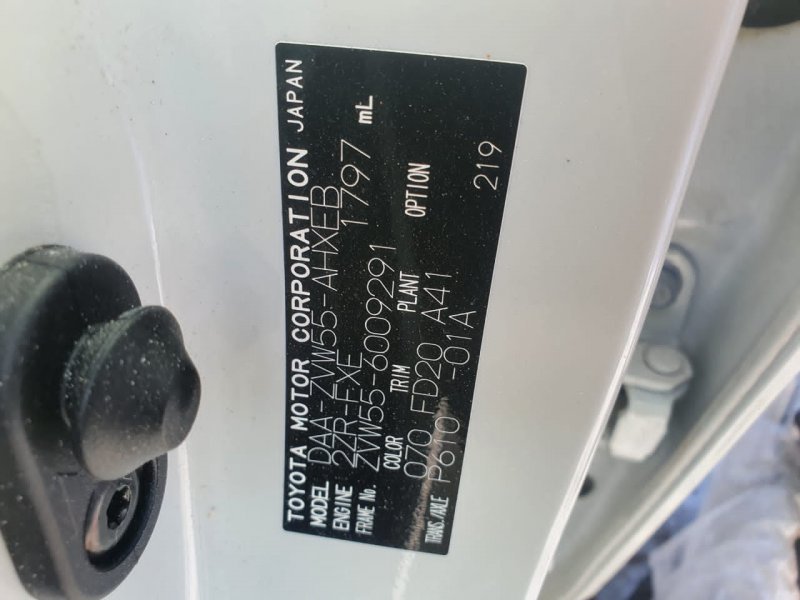 TOYOTA MOTOR CORPORATION JAPAN
MODEL DAA-ZVW55-AHXEB
ENGINE 2ZR-FXE 1797 mL
FRAME No. ZVW55-6009291
COLOR TRIM PLANT OPTION
070 FD20 A41 219
TRANS./AXLE P610 -01A